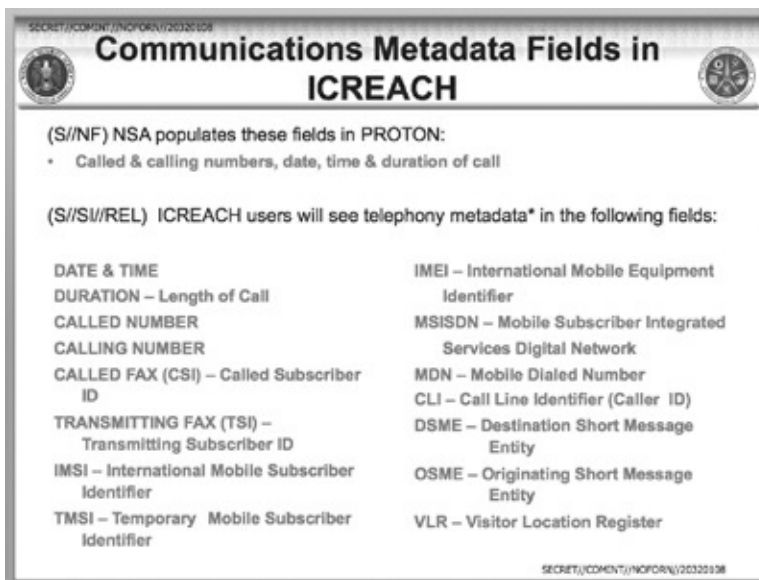 SECRET//COMINT//NOFORN//20320108
Communications Metadata Fields in
ICREACH
(S//NF) NSA populates these fields in PROTON:
• Called & calling numbers, date, time & duration of call
(S//SI//REL) ICREACH users will see telephony metadata* in the following fields:
DATE & TIME
DURATION – Length of Call
CALLED NUMBER
CALLING NUMBER
CALLED FAX (CSI) – Called Subscriber
ID
TRANSMITTING FAX (TSI) –
Transmitting Subscriber ID
IMSI – International Mobile Subscriber
Identifier
TMSI – Temporary Mobile Subscriber
Identifier
IMEI – International Mobile Equipment
Identifier
MSISDN – Mobile Subscriber Integrated
Services Digital Network
MDN – Mobile Dialed Number
CLI – Call Line Identifier (Caller ID)
DSME – Destination Short Message
Entity
OSME – Originating Short Message
Entity
VLR – Visitor Location Register
SECRET//COMINT//NOFORN//20320108